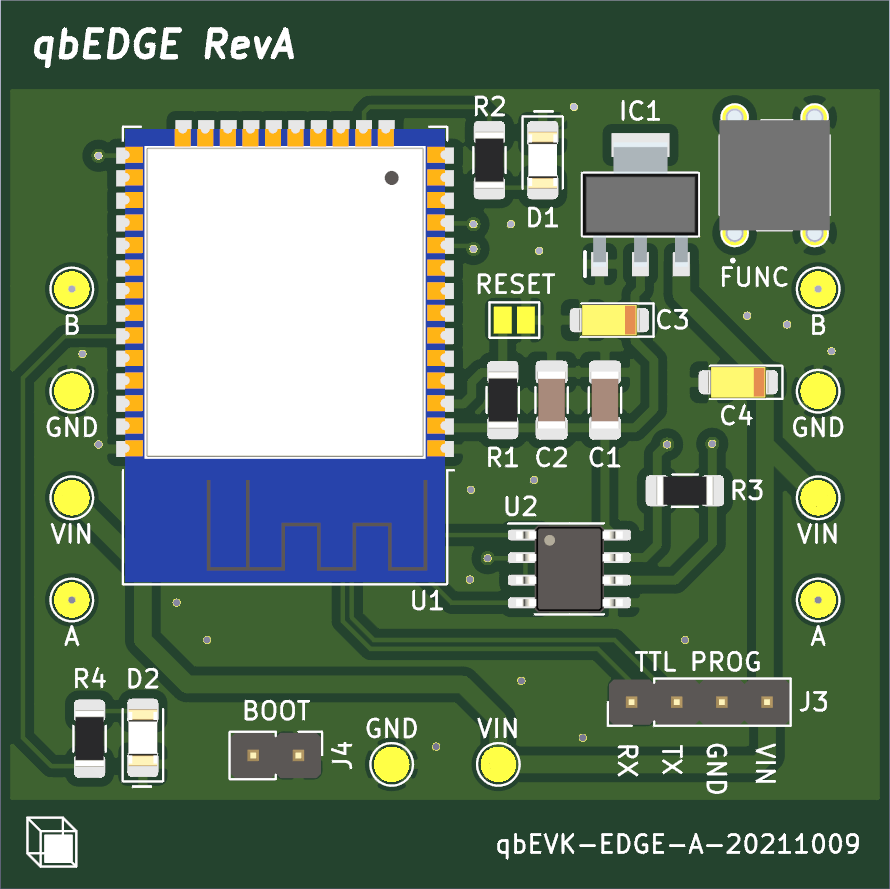 qbEDGE RevA
R2
IC1
D1
FUNC
RESET
B
B
C3
C4
GND
GND
R1
C2
C1
R3
U2
VIN
VIN
U1
A
A
TTL PROG
R4
D2
J3
BOOT
GND
VIN
J4
RX
TX
GND
VIN
qbEVK-EDGE-A-20211009